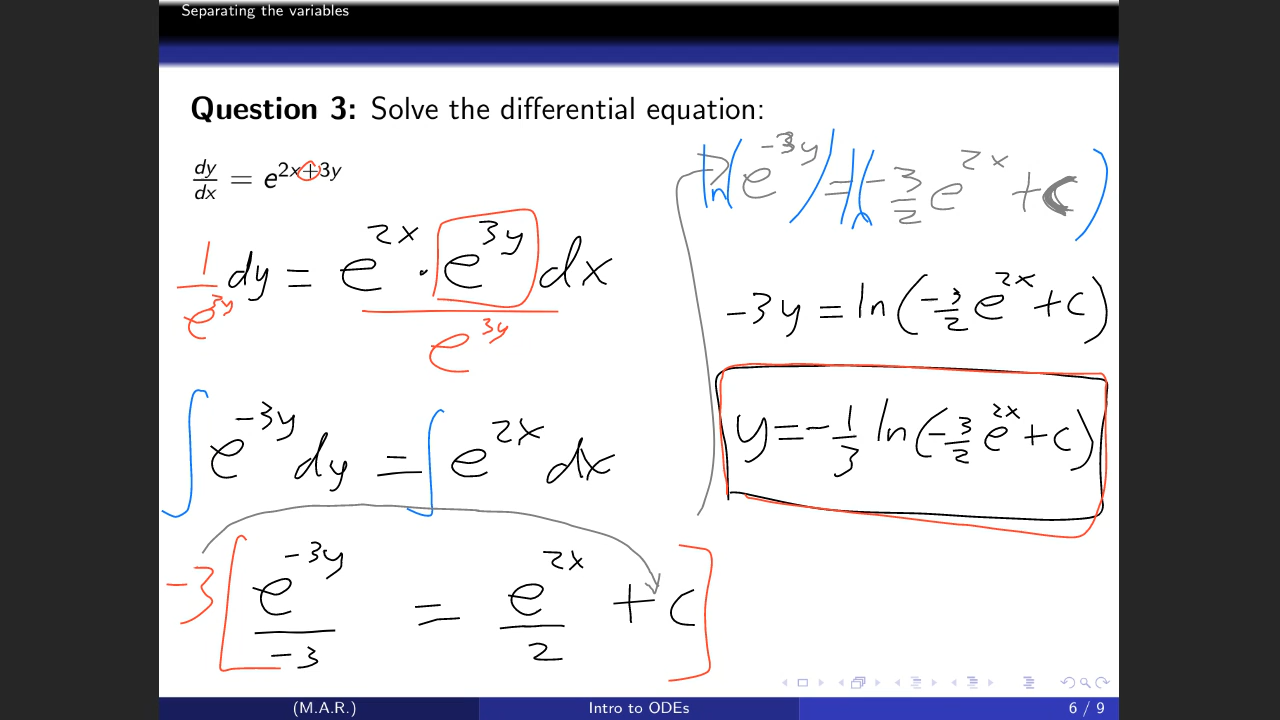 Separating the variables
Question 3: Solve the differential equation:
dy/dx = e^{2x+3y}
1/e^{3y} dy = e^{2x} · e^{3y} dx / e^{3y}
∫ e^{-3y} dy = ∫ e^{2x} dx
-3 [ e^{-3y}/-3 = e^{2x}/2 + c ]
ln(e^{-3y}) = ln(-3/2 e^{2x} + C)
-3y = ln(-3/2 e^{2x} + C)
y = -1/3 ln(-3/2 e^{2x} + C)
(M.A.R.) Intro to ODEs 6 / 9